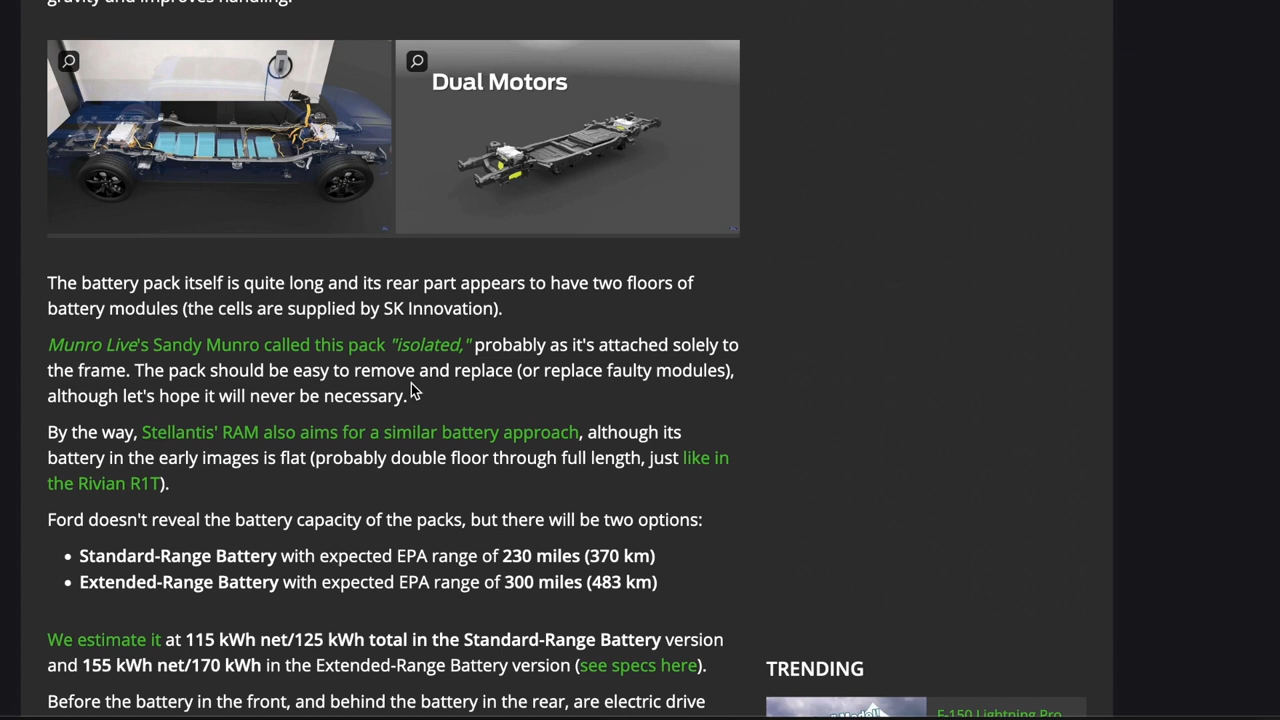 gravity and improves handling.
Dual Motors
The battery pack itself is quite long and its rear part appears to have two floors of
battery modules (the cells are supplied by SK Innovation).
Munro Live's Sandy Munro called this pack "isolated," probably as it's attached solely to
the frame. The pack should be easy to remove and replace (or replace faulty modules),
although let's hope it will never be necessary.
By the way, Stellantis' RAM also aims for a similar battery approach, although its
battery in the early images is flat (probably double floor through full length, just like in
the Rivian R1T).
Ford doesn't reveal the battery capacity of the packs, but there will be two options:
• Standard-Range Battery with expected EPA range of 230 miles (370 km)
• Extended-Range Battery with expected EPA range of 300 miles (483 km)
We estimate it at 115 kWh net/125 kWh total in the Standard-Range Battery version
and 155 kWh net/170 kWh in the Extended-Range Battery version (see specs here).
TRENDING
Before the battery in the front, and behind the battery in the rear, are electric drive
F-150 Lightning Pro